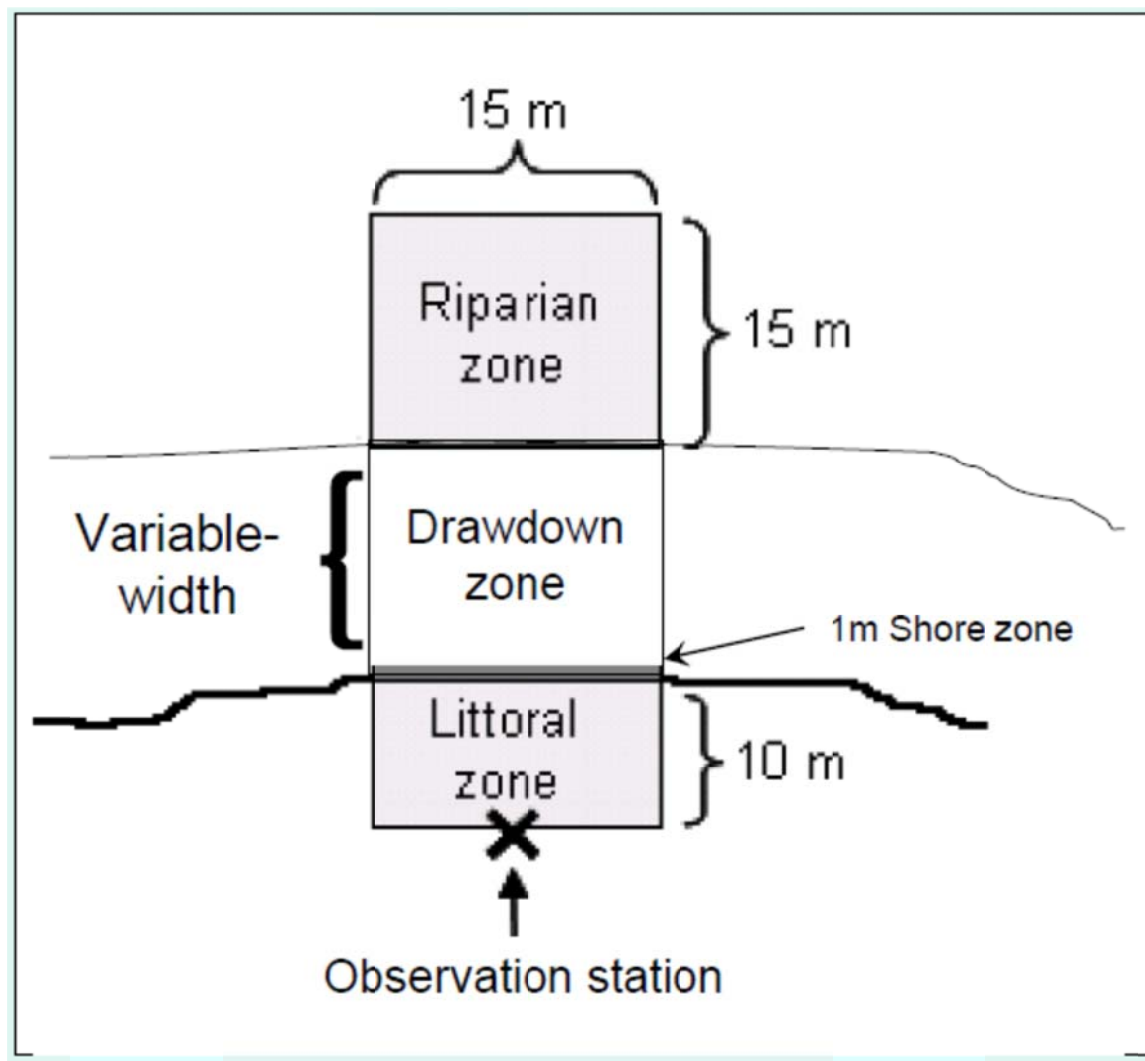 15 m
Riparian
zone
15 m
Variable-
width
Drawdown
zone
1m Shore zone
Littoral
zone
10 m
Observation station